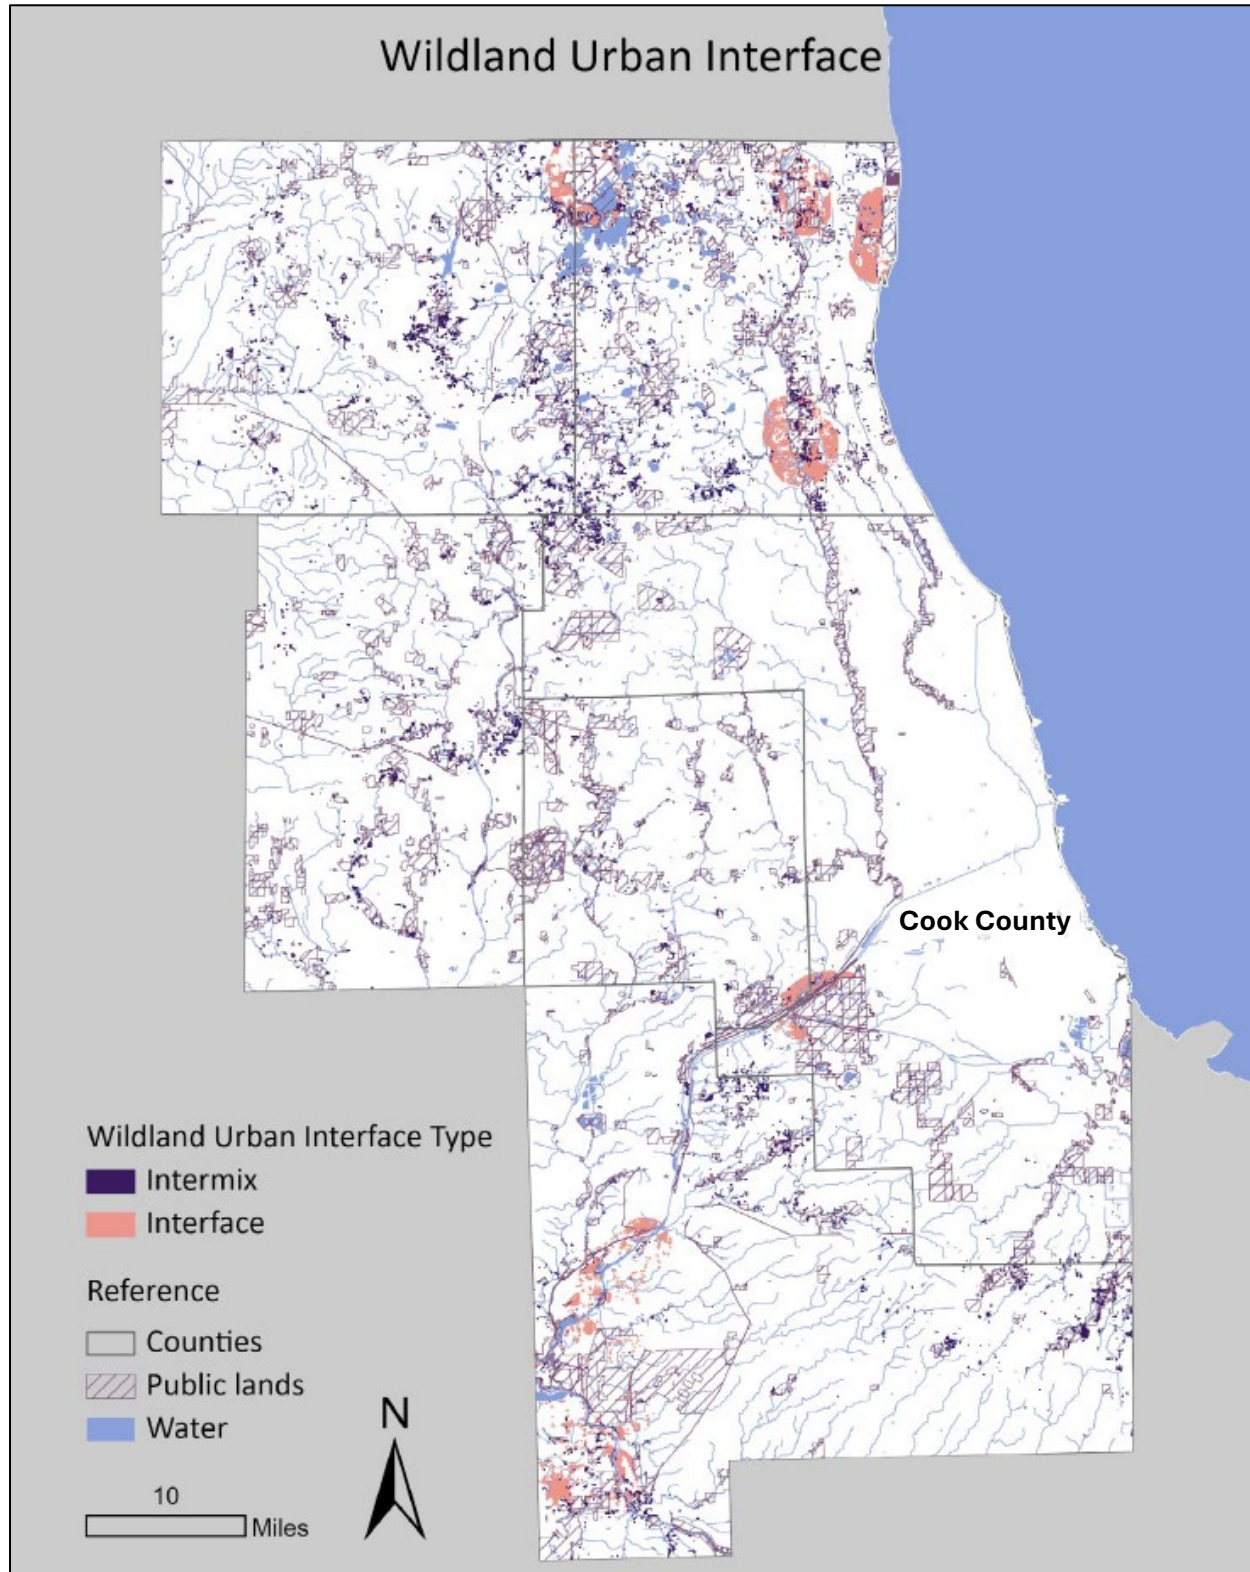 Wildland Urban Interface
Cook County
Wildland Urban Interface Type
Intermix
Interface
Reference
Counties
Public lands
Water
N
10
Miles